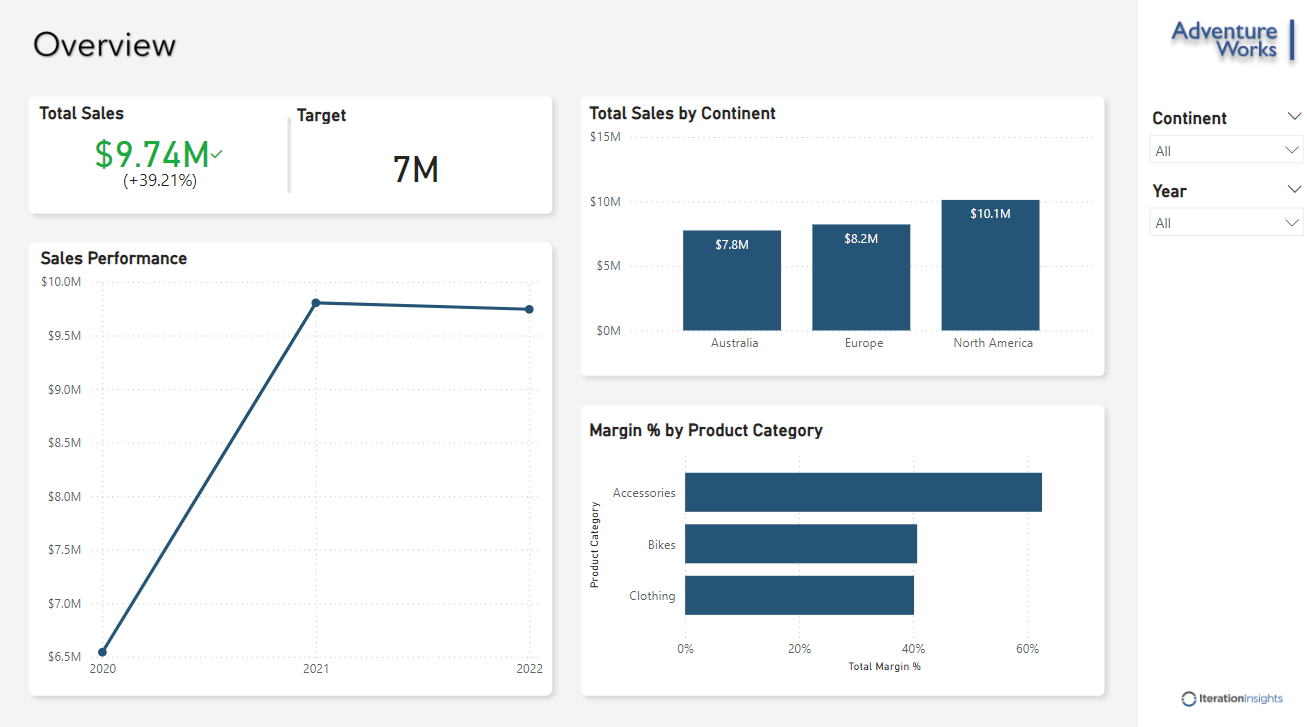 Overview
Adventure
Works
Total Sales
$9.74M
(+39.21%)
Target
7M
Sales Performance
$10.0M
$9.5M
$9.0M
$8.5M
$8.0M
$7.5M
$7.0M
$6.5M
2020 2021 2022
Total Sales by Continent
$15M
$10M
$5M
$0M
$7.8M
$8.2M
$10.1M
Australia Europe North America
Margin % by Product Category
Product Category
Accessories
Bikes
Clothing
0% 20% 40% 60%
Total Margin %
Continent
All
Year
All
IterationInsights